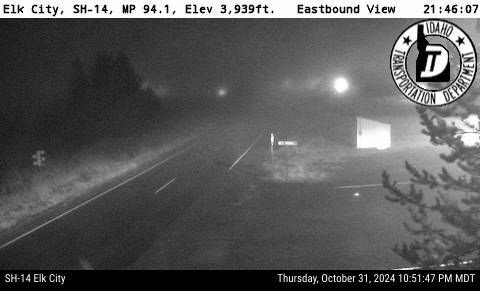 Elk City, SH-14, MP 94.1, Elev 3,939ft. Eastbound View 21:46:07
IDAHO
TRANSPORTATION DEPARTMENT
SH-14 Elk City Thursday, October 31, 2024 10:51:47 PM MDT